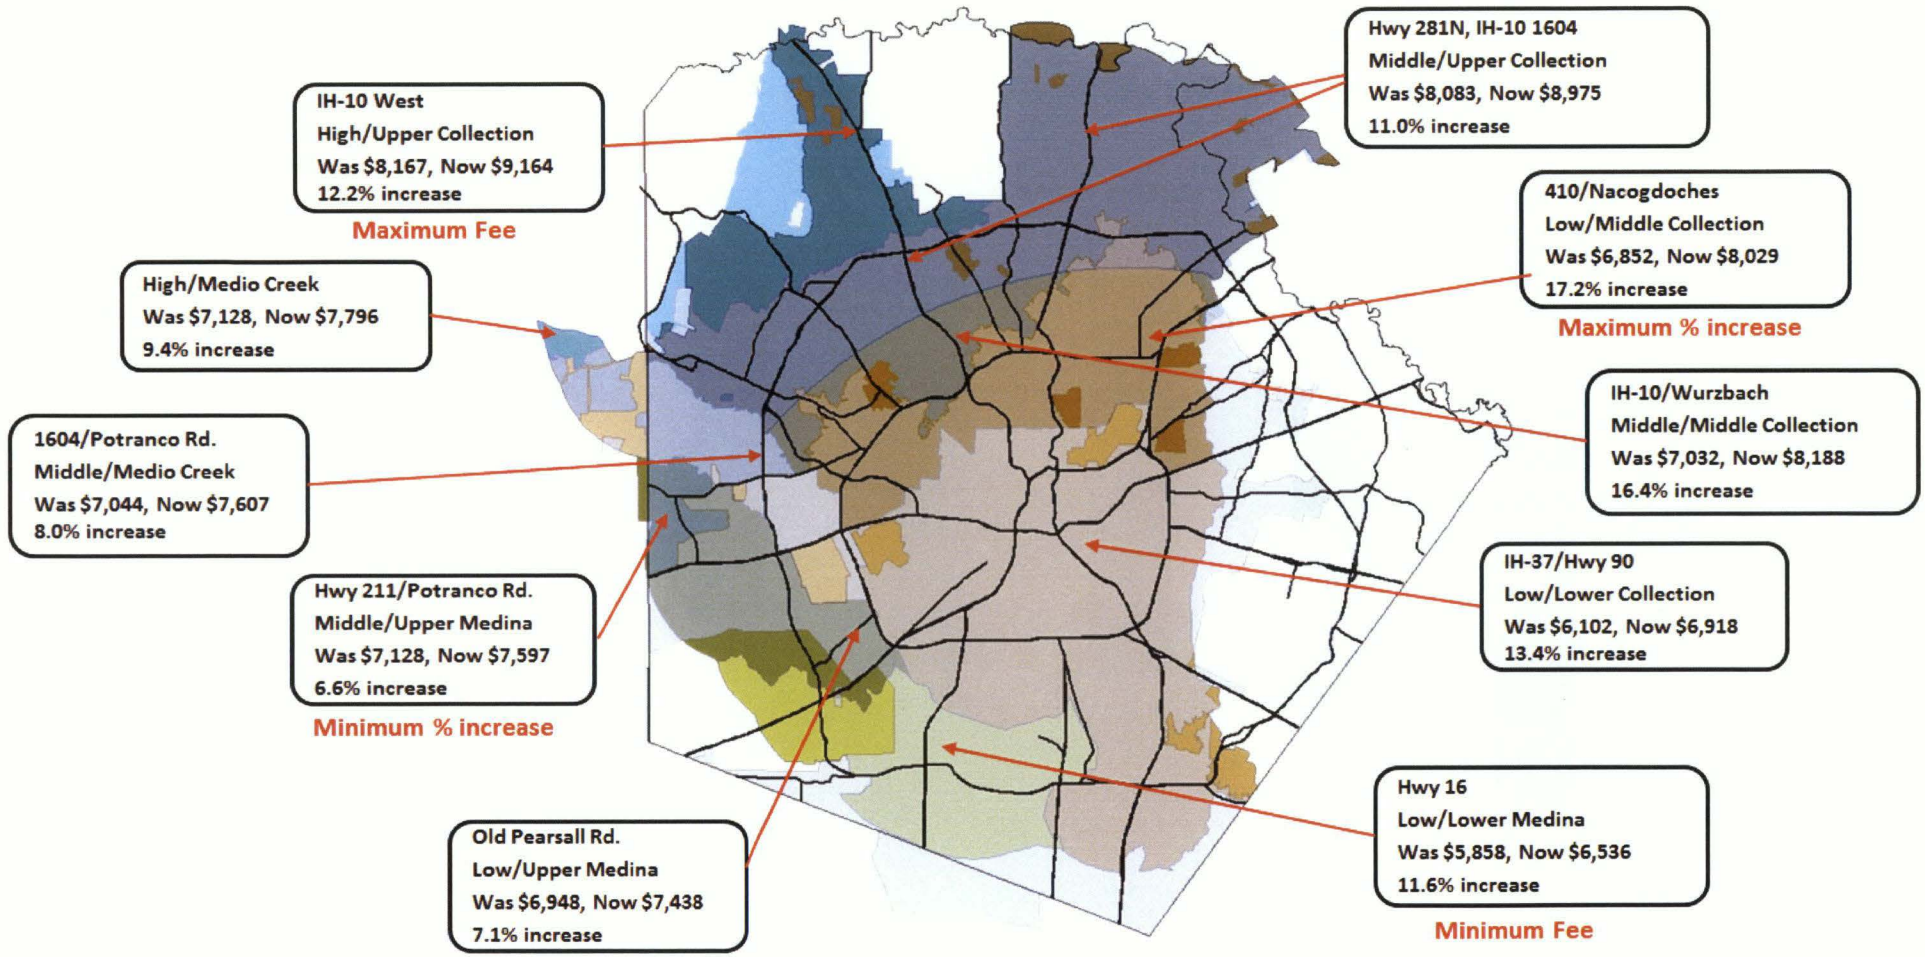 IH-10 West
High/Upper Collection
Was $8,167, Now $9,164
12.2% increase
Maximum Fee
High/Medio Creek
Was $7,128, Now $7,796
9.4% increase
1604/Potranco Rd.
Middle/Medio Creek
Was $7,044, Now $7,607
8.0% increase
Hwy 211/Potranco Rd.
Middle/Upper Medina
Was $7,128, Now $7,597
6.6% increase
Minimum % increase
Old Pearsall Rd.
Low/Upper Medina
Was $6,948, Now $7,438
7.1% increase
Hwy 281N, IH-10 1604
Middle/Upper Collection
Was $8,083, Now $8,975
11.0% increase
410/Nacogdoches
Low/Middle Collection
Was $6,852, Now $8,029
17.2% increase
Maximum % increase
IH-10/Wurzbach
Middle/Middle Collection
Was $7,032, Now $8,188
16.4% increase
IH-37/Hwy 90
Low/Lower Collection
Was $6,102, Now $6,918
13.4% increase
Hwy 16
Low/Lower Medina
Was $5,858, Now $6,536
11.6% increase
Minimum Fee